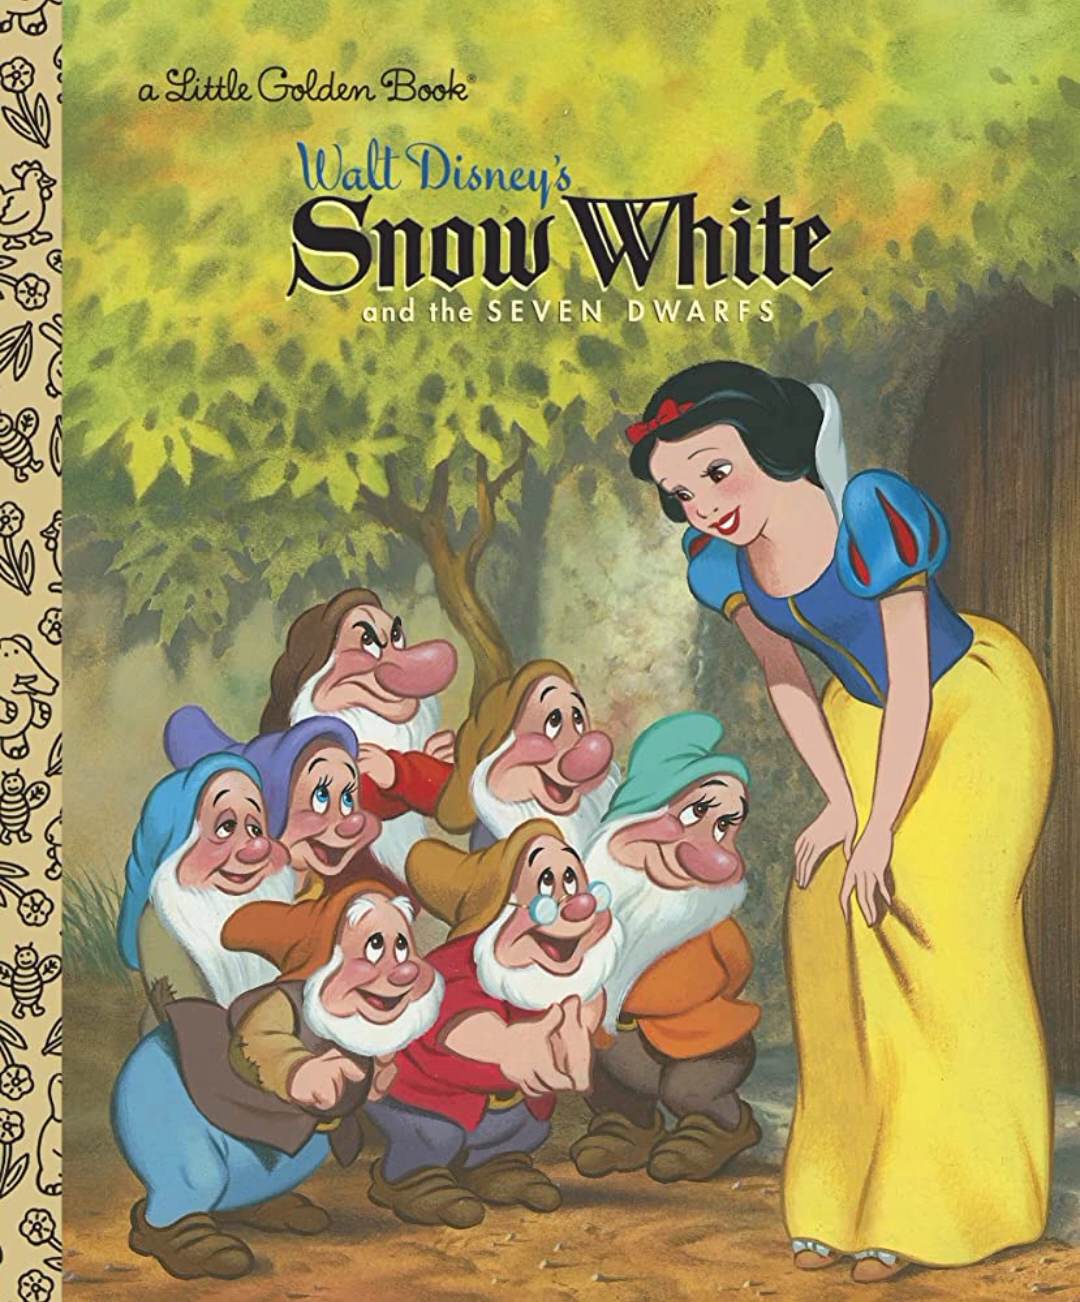 a Little Golden Book®
Walt Disney's
Snow White
and the SEVEN DWARFS